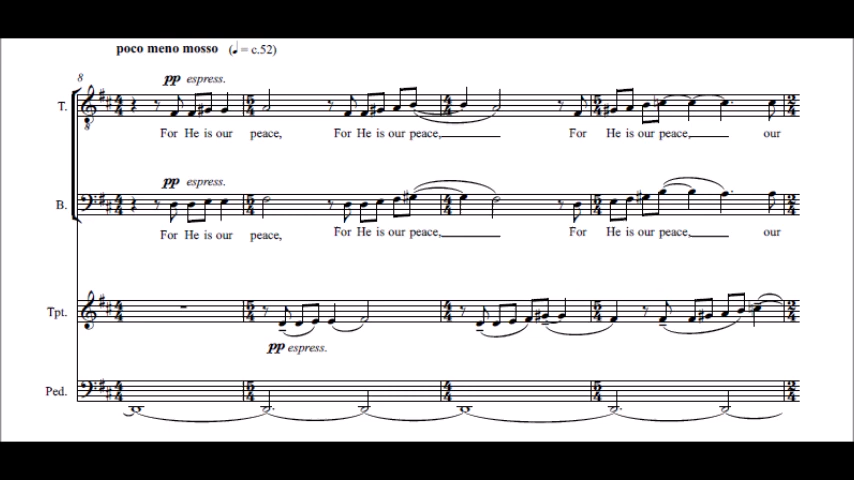 poco meno mosso (♩ = c.52)
8
pp espress.
T.
For He is our peace, For He is our peace, For He is our peace, our
pp espress.
B.
For He is our peace, For He is our peace, For He is our peace, our
Tpt.
pp espress.
Ped.